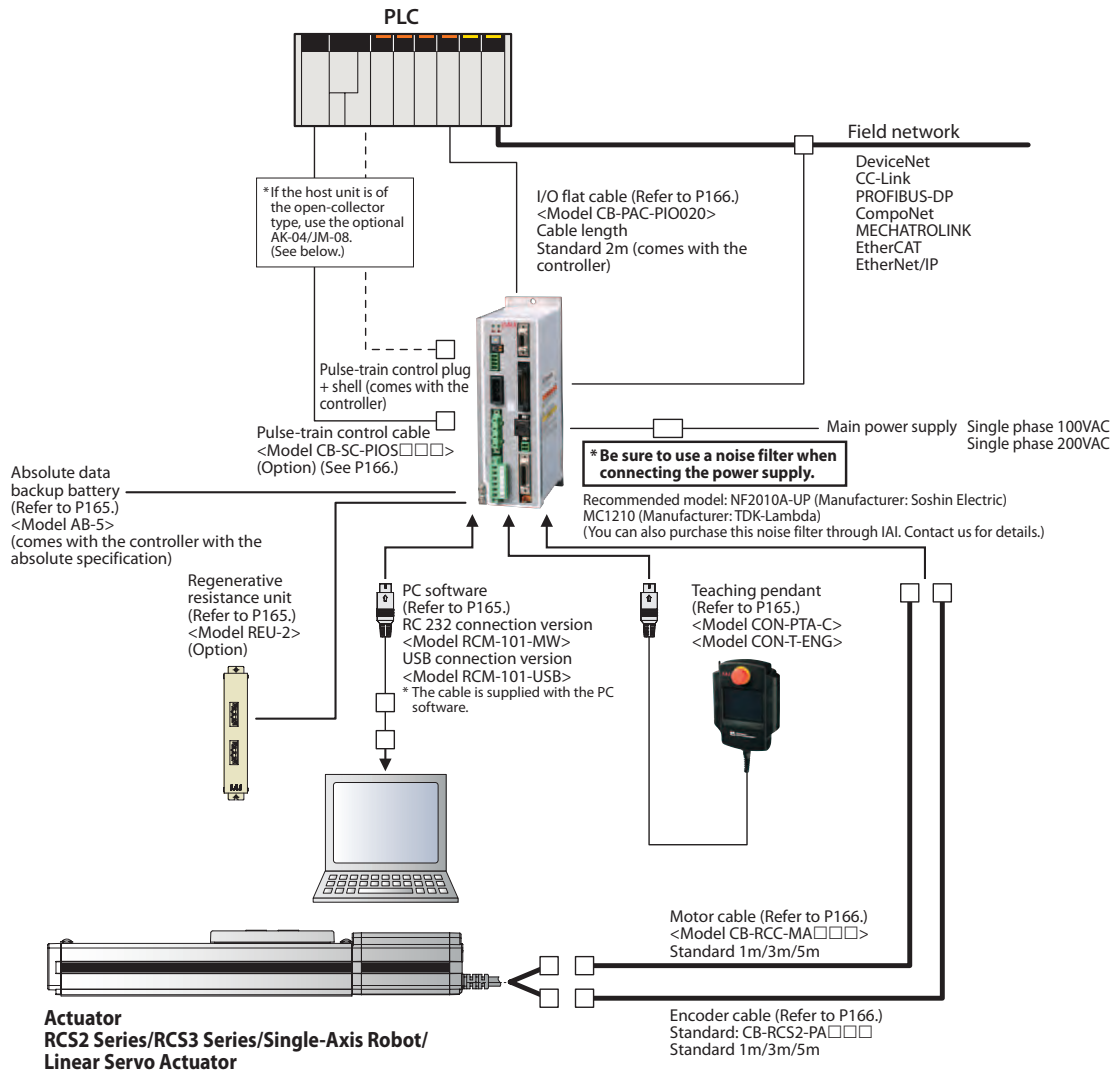 PLC
Field network
DeviceNet
CC-Link
PROFIBUS-DP
CompoNet
MECHATROLINK
EtherCAT
EtherNet/IP
* If the host unit is of
the open-collector
type, use the optional
AK-04/JM-08.
(See below.)
I/O flat cable (Refer to P166.)
<Model CB-PAC-PIO020>
Cable length
Standard 2m (comes with the
controller)
Pulse-train control plug
+ shell (comes with the
controller)
Pulse-train control cable
<Model CB-SC-PIOS□□□>
(Option) (See P166.)
Main power supply Single phase 100VAC
Single phase 200VAC
* Be sure to use a noise filter when
connecting the power supply.
Recommended model: NF2010A-UP (Manufacturer: Soshin Electric)
MC1210 (Manufacturer: TDK-Lambda)
(You can also purchase this noise filter through IAI. Contact us for details.)
Absolute data
backup battery
(Refer to P165.)
<Model AB-5>
(comes with the controller with the
absolute specification)
Regenerative
resistance unit
(Refer to P165.)
<Model REU-2>
(Option)
PC software
(Refer to P165.)
RC 232 connection version
<Model RCM-101-MW>
USB connection version
<Model RCM-101-USB>
* The cable is supplied with the PC
software.
Teaching pendant
(Refer to P165.)
<Model CON-PTA-C>
<Model CON-T-ENG>
Motor cable (Refer to P166.)
<Model CB-RCC-MA□□□>
Standard 1m/3m/5m
Encoder cable (Refer to P166.)
Standard: CB-RCS2-PA□□□
Standard 1m/3m/5m
Actuator
RCS2 Series/RCS3 Series/Single-Axis Robot/
Linear Servo Actuator